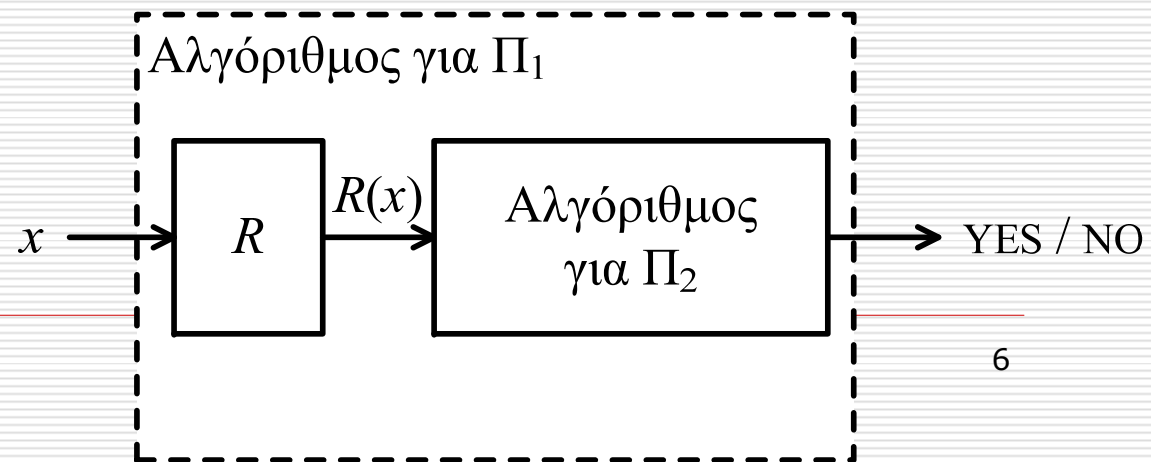 Αλγόριθμος για Π₁
x
R
R(x)
Αλγόριθμος
για Π₂
YES / NO
6